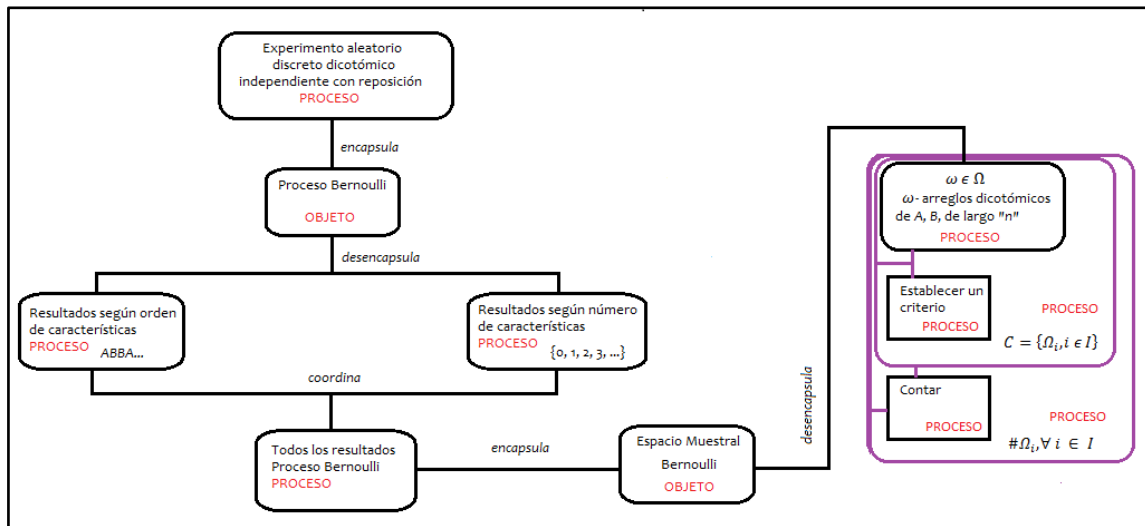 Experimento aleatorio
discreto dicotómico
independiente con reposición
PROCESO
encapsula
Proceso Bernoulli
OBJETO
desencapsula
Resultados según orden
de características
PROCESO ABBA...
Resultados según número
de características
PROCESO {0, 1, 2, 3, ...}
coordina
Todos los resultados
Proceso Bernoulli
PROCESO
encapsula
Espacio Muestral
Bernoulli
OBJETO
desencapsula
ω ϵ Ω
ω- arreglos dicotómicos
de A, B, de largo "n"
PROCESO
Establecer un
criterio
PROCESO
PROCESO
C = {Ω_i, i ϵ I}
Contar
PROCESO
PROCESO
#Ω_i, ∀ i ∈ I